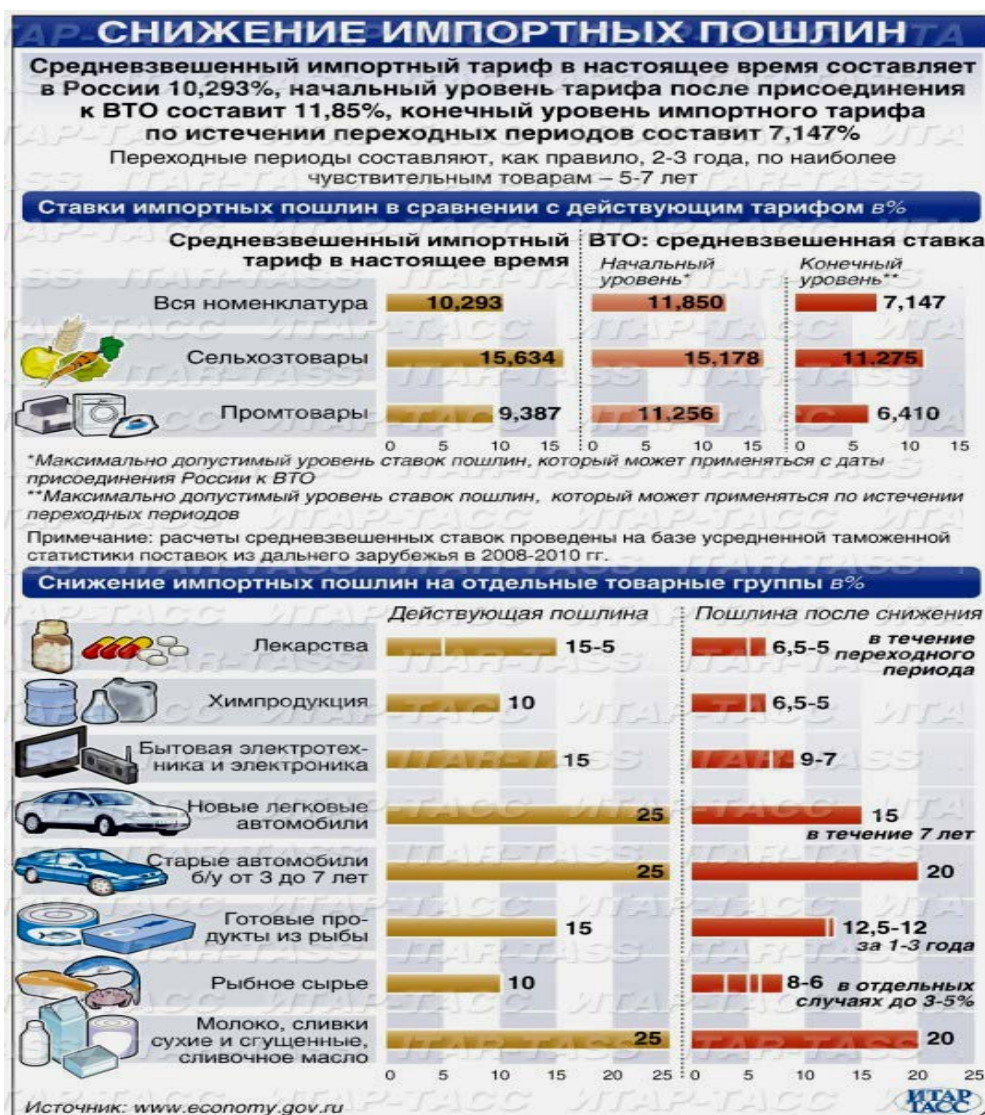 СНИЖЕНИЕ ИМПОРТНЫХ ПОШЛИН
Средневзвешенный импортный тариф в настоящее время составляет
в России 10,293%, начальный уровень тарифа после присоединения
к ВТО составит 11,85%, конечный уровень импортного тарифа
по истечении переходных периодов составит 7,147%
Переходные периоды составляют, как правило, 2-3 года, по наиболее
чувствительным товарам – 5-7 лет
Ставки импортных пошлин в сравнении с действующим тарифом в%
Средневзвешенный импортный
тариф в настоящее время
ВТО: средневзвешенная ставка
Начальный
уровень*
Конечный
уровень**
Вся номенклатура 10,293 11,850 7,147
Сельхозтовары 15,634 15,178 11,275
Промтовары 9,387 11,256 6,410
0 5 10 15 0 5 10 15 0 5 10 15
*Максимально допустимый уровень ставок пошлин, который может применяться с даты
присоединения России к ВТО
**Максимально допустимый уровень ставок пошлин, который может применяться по истечении
переходных периодов
Примечание: расчеты средневзвешенных ставок проведены на базе усредненной таможенной
статистики поставок из дальнего зарубежья в 2008-2010 гг.
Снижение импортных пошлин на отдельные товарные группы в%
Действующая пошлина Пошлина после снижения
Лекарства 15-5 6,5-5 в течение
переходного
периода
Химпродукция 10 6,5-5
Бытовая электротех-
ника и электроника 15 9-7
Новые легковые
автомобили 25 15
в течение 7 лет
Старые автомобили
б/у от 3 до 7 лет 25 20
Готовые про-
дукты из рыбы 15 12,5-12
за 1-3 года
Рыбное сырье 10 8-6 в отдельных
случаях до 3-5%
Молоко, сливки
сухие и сгущенные,
сливочное масло 25 20
0 5 10 15 20 25 0 5 10 15 20 25
Источник: www.economy.gov.ru
ИТАР
ТАСС